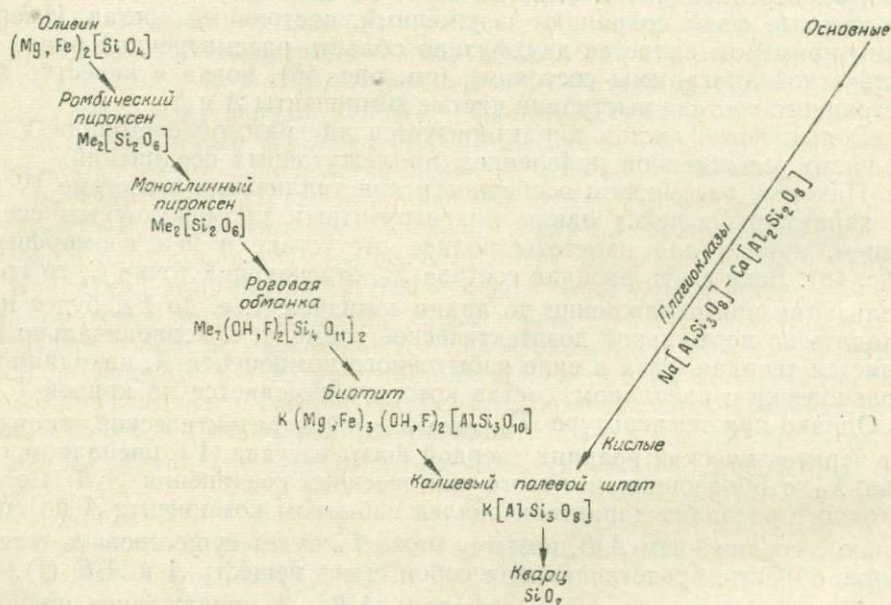 Оливин
(Mg, Fe)₂[SiO₄]
Основные
Ромбический
пироксен
Me₂[Si₂O₆]
Моноклинный
пироксен
Me₂[Si₂O₆]
Роговая
обманка
Me₇(OH,F)₂[Si₄O₁₁]₂
Плагиоклазы
Na[AlSi₃O₈]–Ca[Al₂Si₂O₈]
Биотит
K(Mg,Fe)₃(OH,F)₂[AlSi₃O₁₀]
Кислые
Калиевый полевой шпат
K[AlSi₃O₈]
Кварц
SiO₂